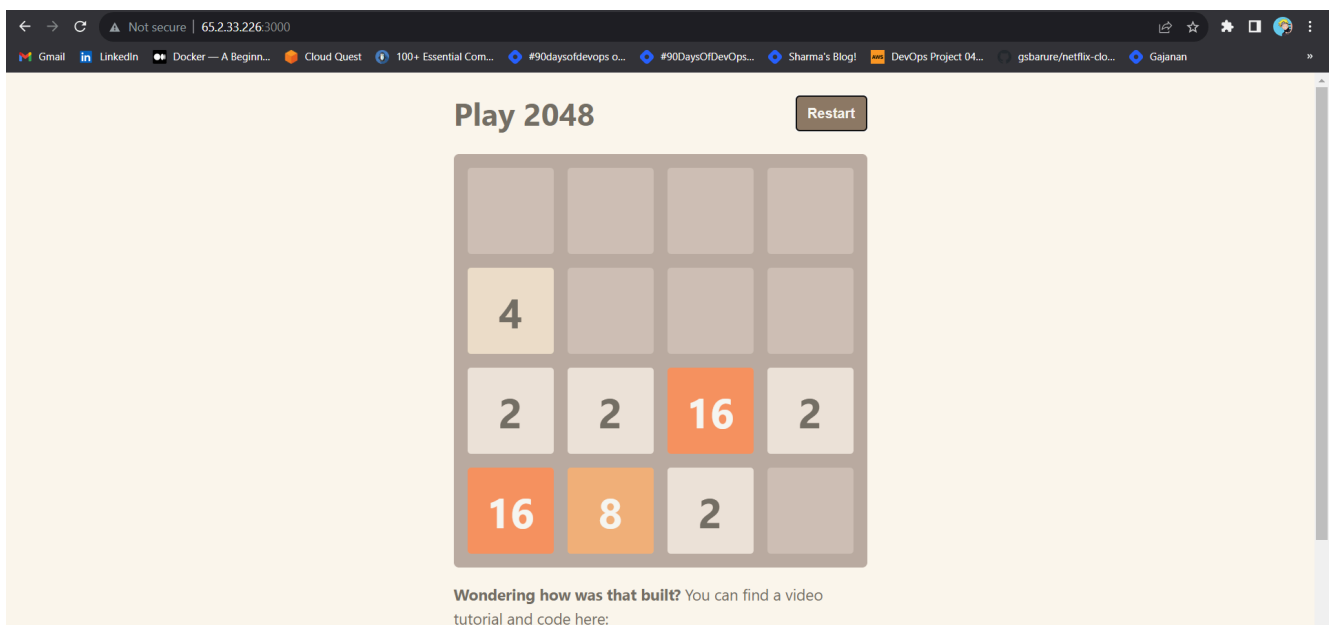 Not secure | 65.2.33.226:3000
Gmail LinkedIn Docker — A Beginn... Cloud Quest 100+ Essential Com... #90daysofdevops o... #90DaysOfDevOps... Sharma's Blog! AWS DevOps Project 04... gsbarure/netflix-clo... Gajanan »
Play 2048 Restart
4
2 2 16 2
16 8 2
Wondering how was that built? You can find a video
tutorial and code here: